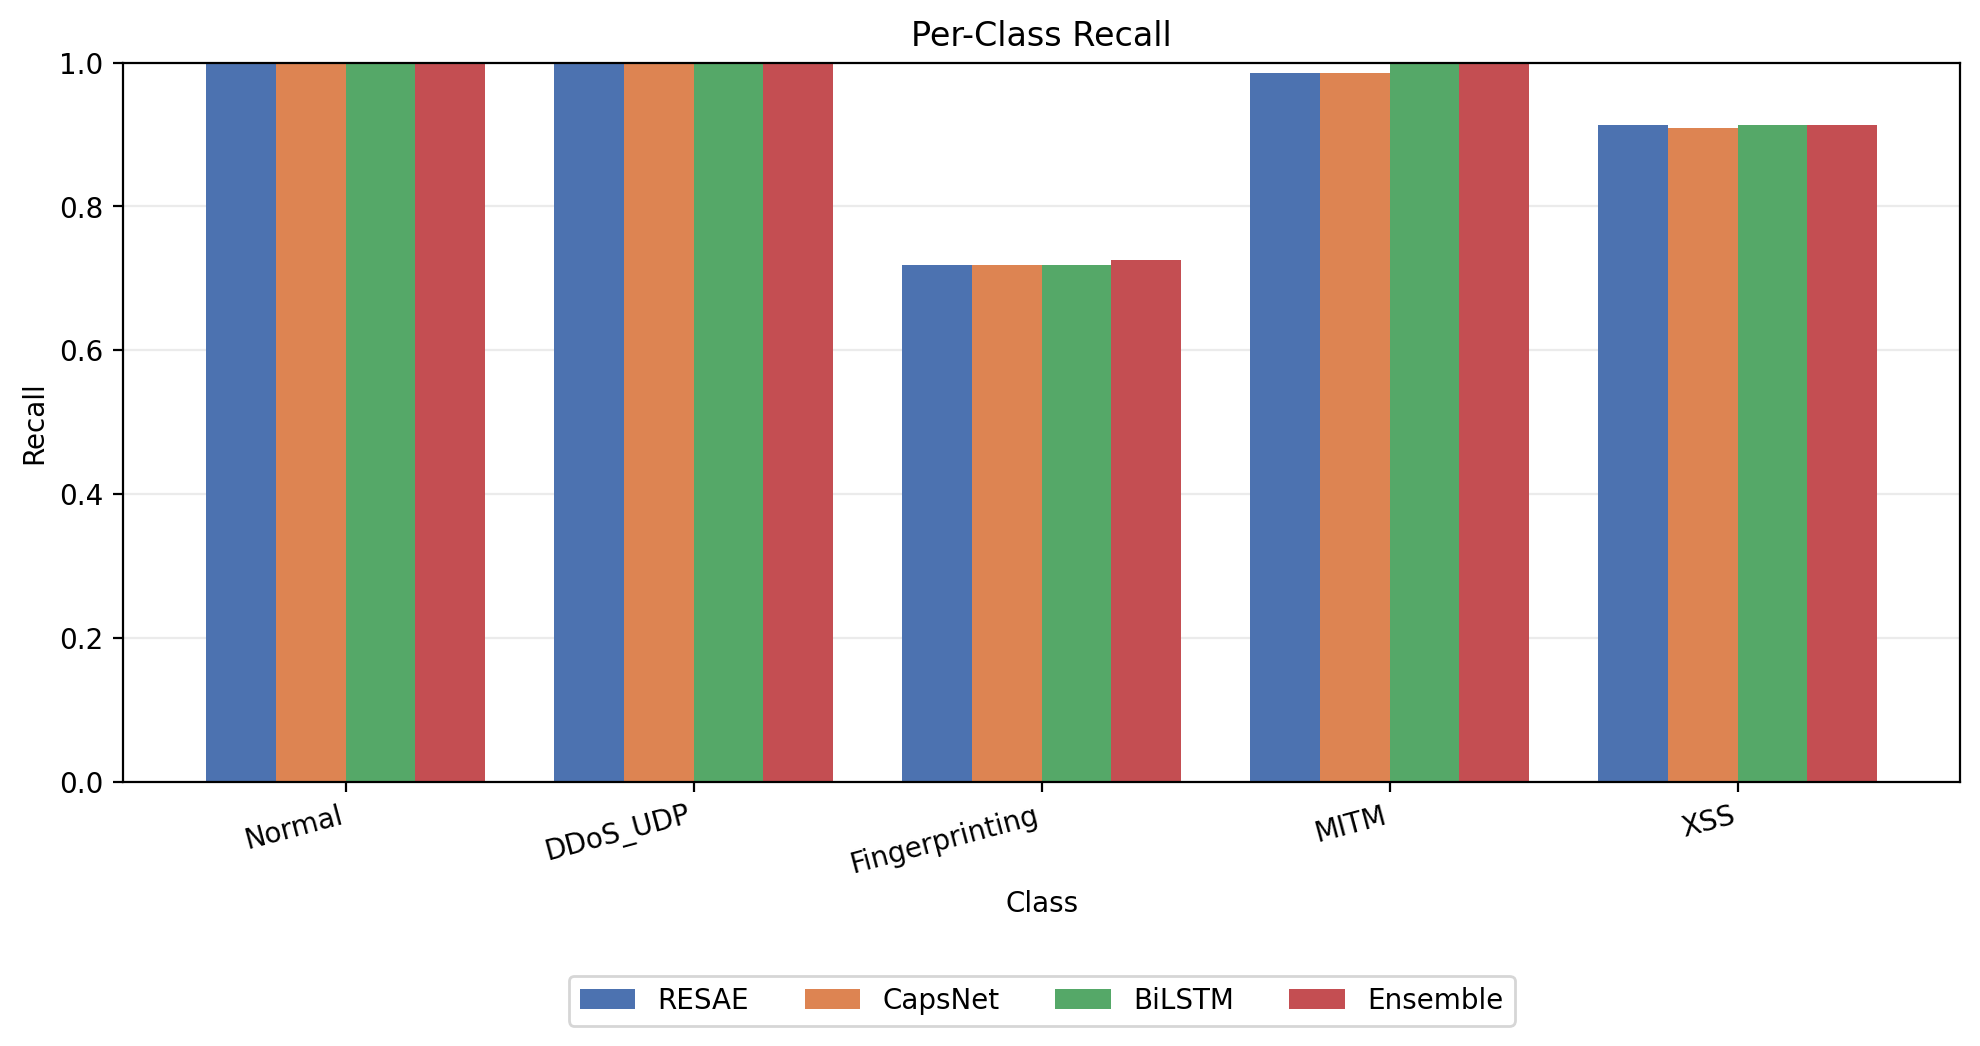 Per-Class Recall
1.0
0.8
0.6
0.4
0.2
0.0
Recall
Normal
DDoS_UDP
Fingerprinting
MITM
XSS
Class
RESAE
CapsNet
BiLSTM
Ensemble